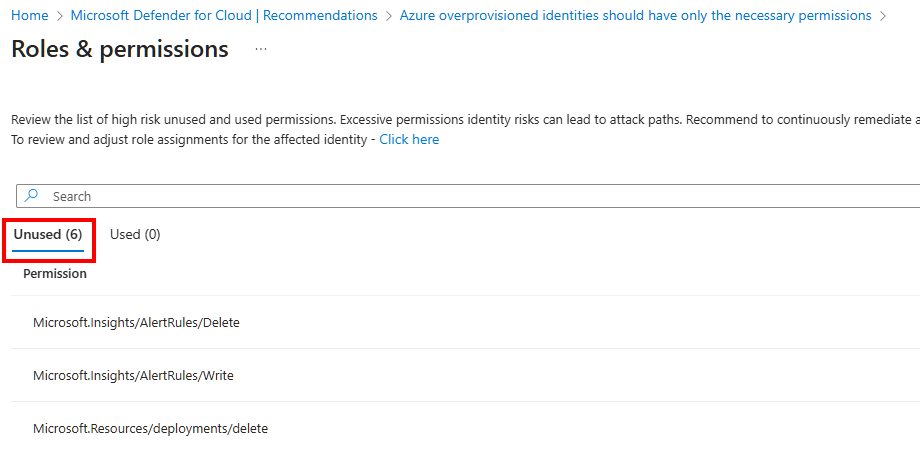 Home > Microsoft Defender for Cloud | Recommendations > Azure overprovisioned identities should have only the necessary permissions >
Roles & permissions ...
Review the list of high risk unused and used permissions. Excessive permissions identity risks can lead to attack paths. Recommend to continuously remediate a
To review and adjust role assignments for the affected identity - Click here
Search
Unused (6) Used (0)
Permission
Microsoft.Insights/AlertRules/Delete
Microsoft.Insights/AlertRules/Write
Microsoft.Resources/deployments/delete